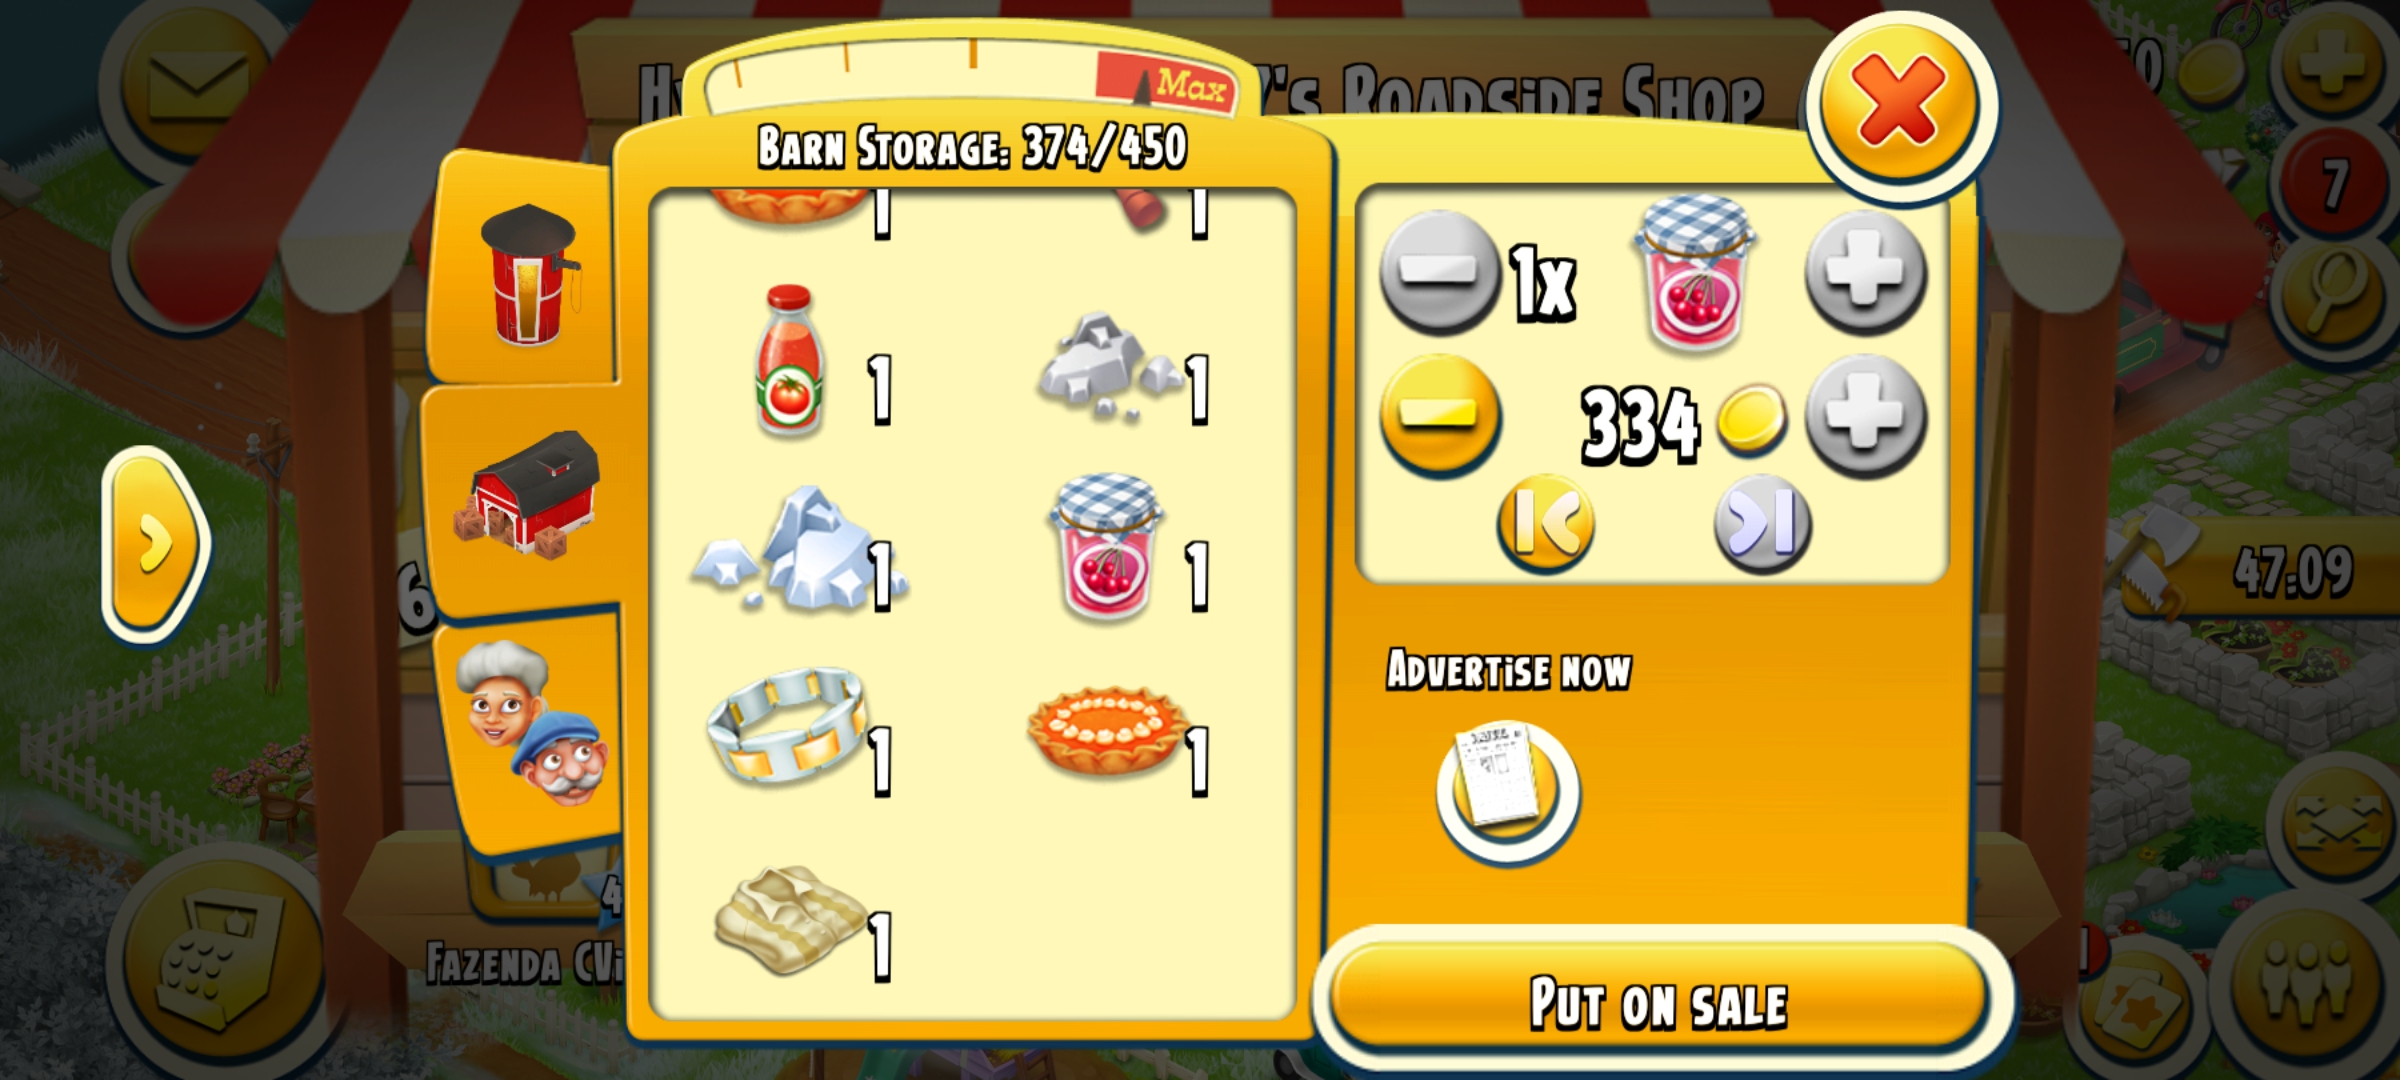 'S ROADSIDE SHOP
Max
BARN STORAGE: 374/450
7
1
1
1x
1
1
334
1
1
47:09
6
ADVERTISE NOW
1
1
1
FAZENDA CVI
PUT ON SALE